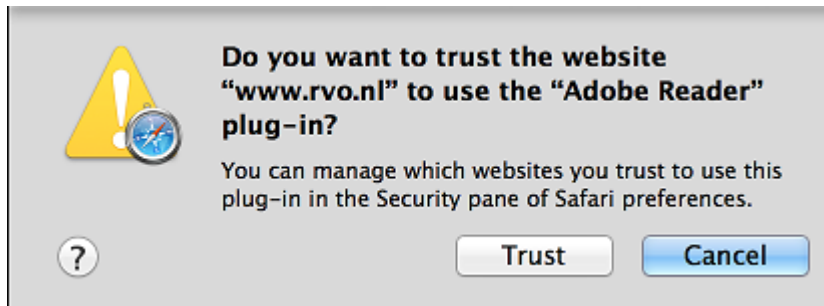 Do you want to trust the website
“www.rvo.nl” to use the “Adobe Reader”
plug-in?
You can manage which websites you trust to use this
plug-in in the Security pane of Safari preferences.
? Trust Cancel